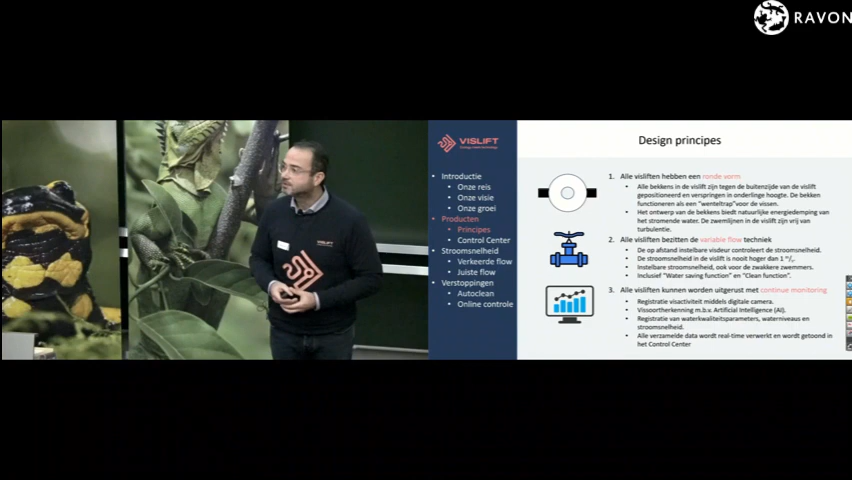 RAVON
VISLIFT
Design principes
Introductie
Onze reis
Onze visie
Onze groei
Producten
Principes
Control Center
Stroomsnelheid
Verkeerde flow
Juiste flow
Verstoppingen
Autoclean
Online controle
1. Alle visliften hebben een ronde vorm
Alle bekkens in de vislift zijn tegen de buitenzijde van de vislift
gepositioneerd en verspringen in onderlinge hoogte. De bekken
functioneren als een "wenteltrap"voor de vissen.
Het ontwerp van de bekkens biedt natuurlijke energiedemping van
het stromende water. De zwemlijnen in de vislift zijn vrij van
turbulentie.
2. Alle visliften bezitten de variable flow techniek
De op afstand instelbare visdeur controleert de stroomsnelheid.
De stroomsnelheid in de vislift is nooit hoger dan 1 m/s.
Instelbare stroomsnelheid, ook voor de zwakkere zwemmers.
Inclusief "Water saving function" en "Clean function".
3. Alle visliften kunnen worden uitgerust met continue monitoring
Registratie visactiviteit middels digitale camera.
Vissoortherkenning m.b.v. Artificial Intelligence (AI).
Registratie van waterkwaliteitsparameters, waterniveaus en
stroomsnelheid.
Alle verzamelde data wordt real-time verwerkt en wordt getoond in
het Control Center